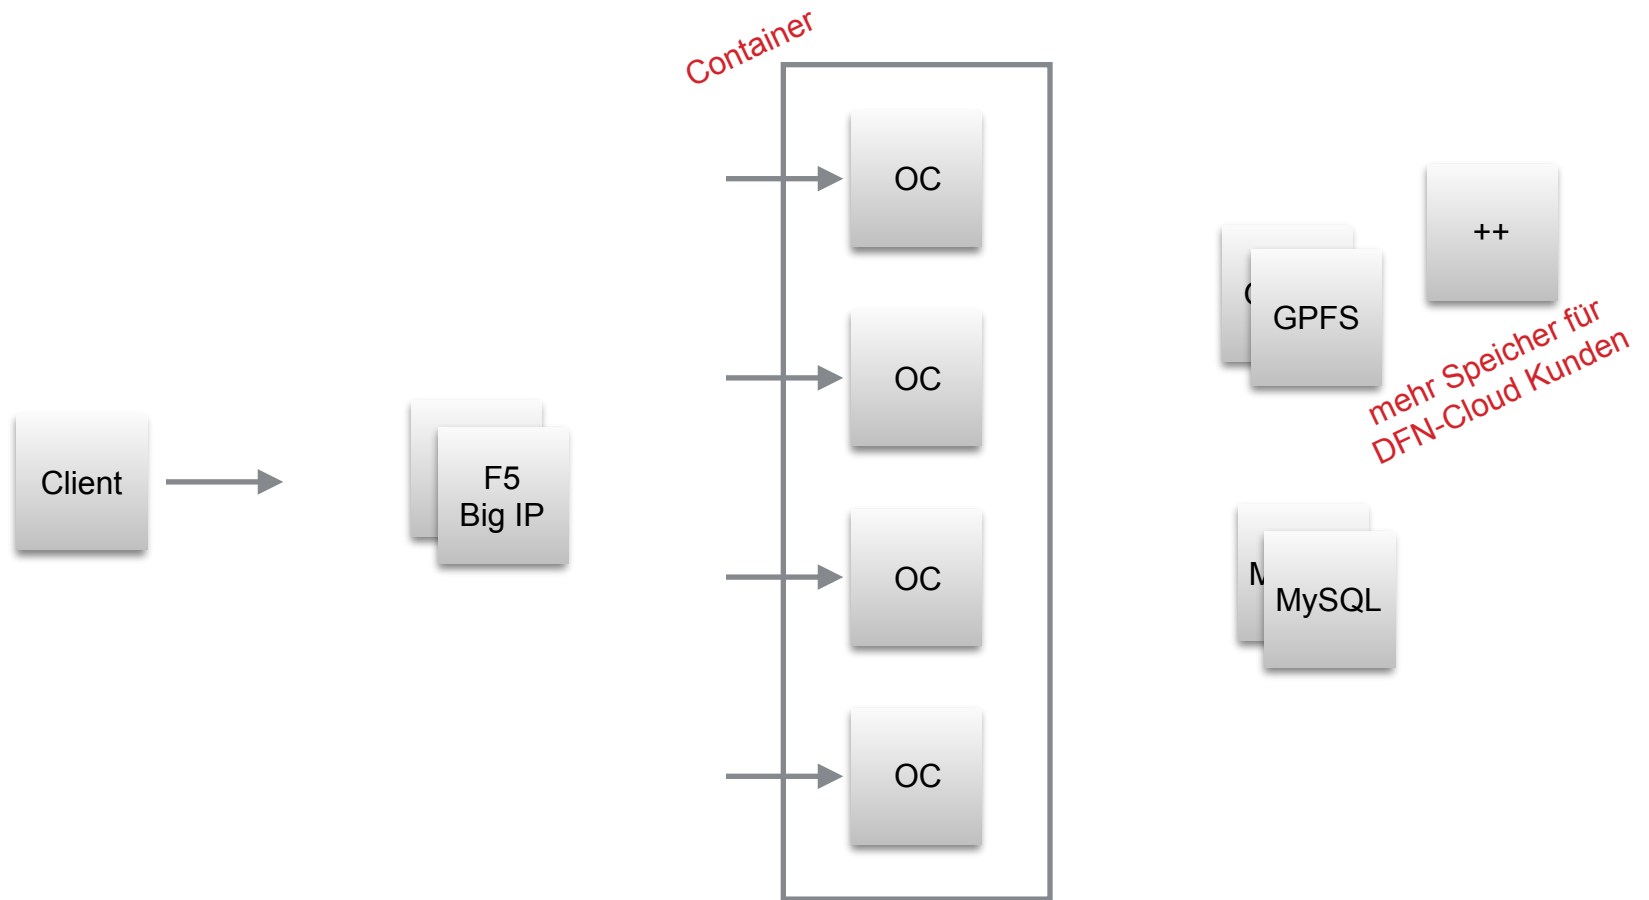 Container
OC
++
GPFS
OC
mehr Speicher für
DFN-Cloud Kunden
Client
F5
Big IP
OC
MySQL
OC